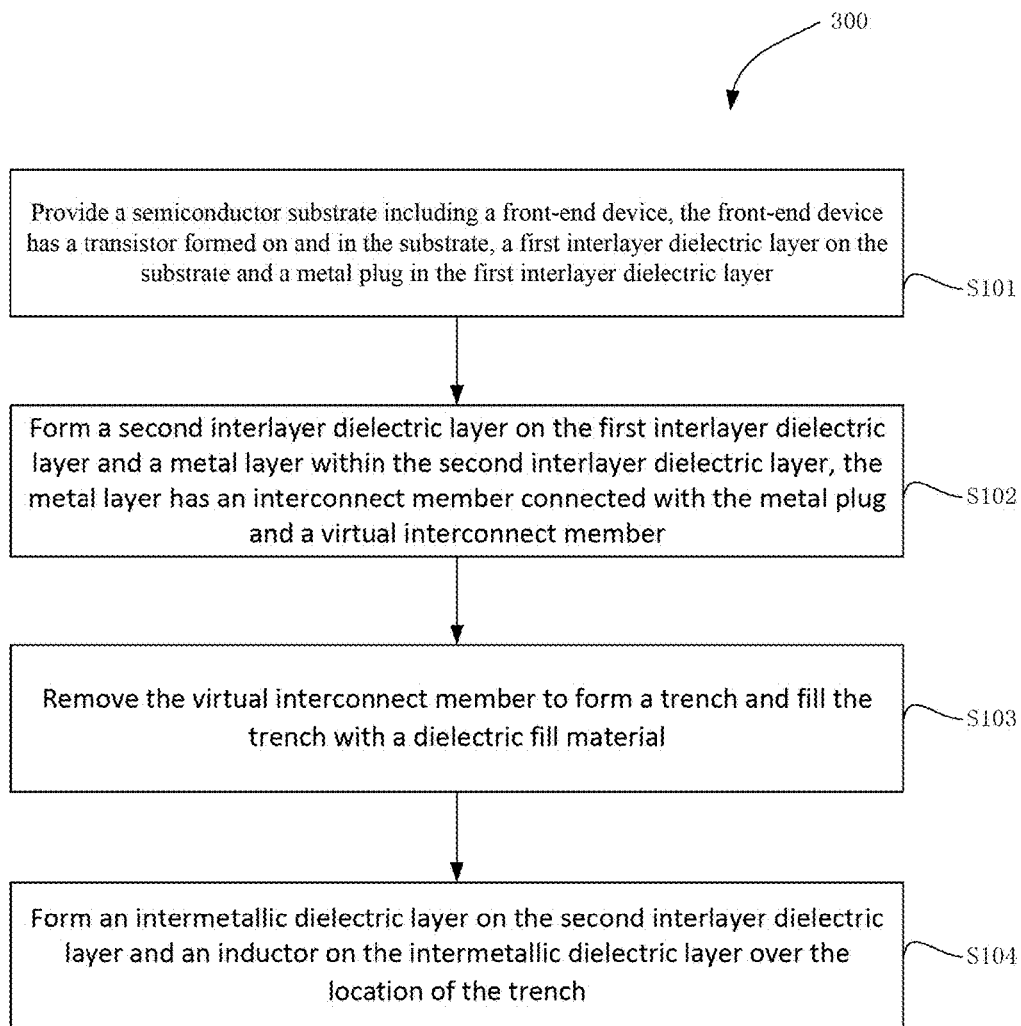 300
Provide a semiconductor substrate including a front-end device, the front-end device
has a transistor formed on and in the substrate, a first interlayer dielectric layer on the
substrate and a metal plug in the first interlayer dielectric layer
S101
Form a second interlayer dielectric layer on the first interlayer dielectric
layer and a metal layer within the second interlayer dielectric layer, the
metal layer has an interconnect member connected with the metal plug
and a virtual interconnect member
S102
Remove the virtual interconnect member to form a trench and fill the
trench with a dielectric fill material
S103
Form an intermetallic dielectric layer on the second interlayer dielectric
layer and an inductor on the intermetallic dielectric layer over the
location of the trench
S104